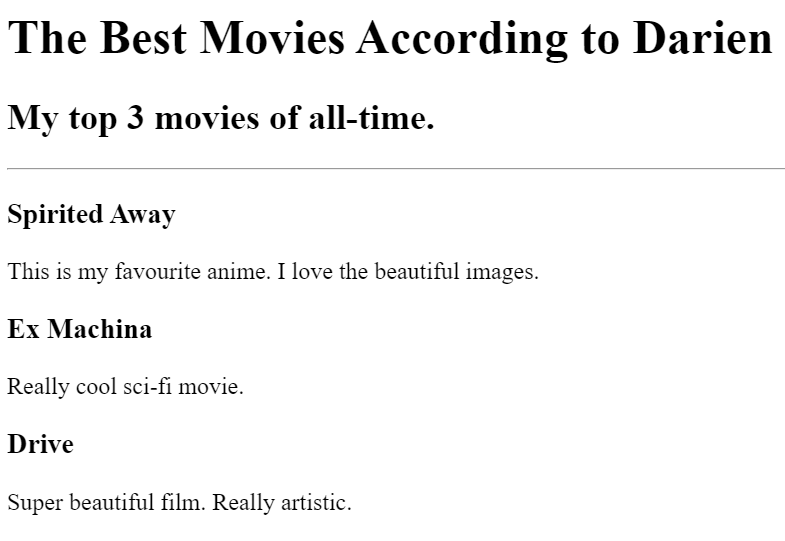 The Best Movies According to Darien
My top 3 movies of all-time.
Spirited Away
This is my favourite anime. I love the beautiful images.
Ex Machina
Really cool sci-fi movie.
Drive
Super beautiful film. Really artistic.